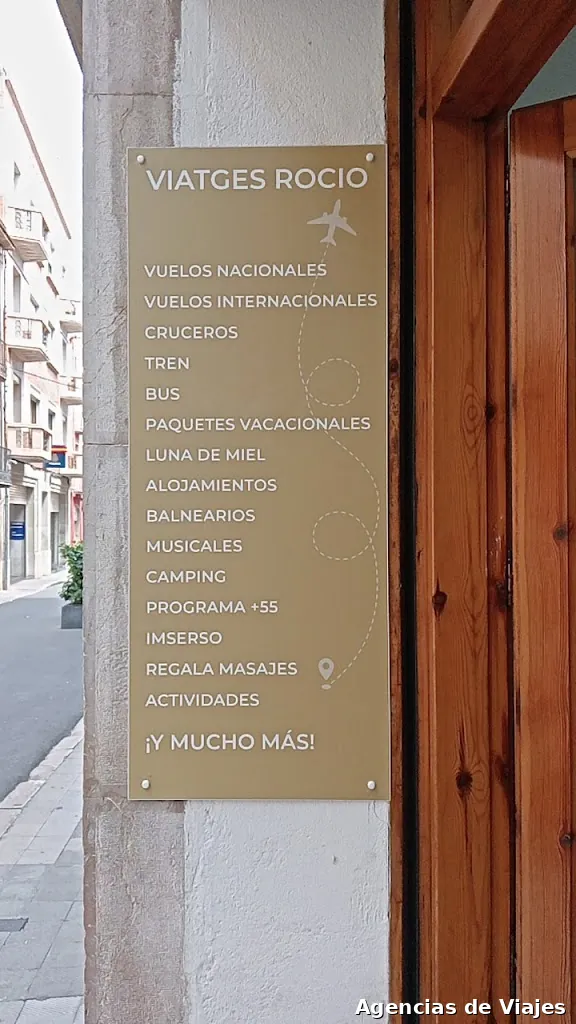 VIATGES ROCIO
VUELOS NACIONALES
VUELOS INTERNACIONALES
CRUCEROS
TREN
BUS
PAQUETES VACACIONALES
LUNA DE MIEL
ALOJAMIENTOS
BALNEARIOS
MUSICALES
CAMPING
PROGRAMA +55
IMSERSO
REGALA MASAJES
ACTIVIDADES
¡Y MUCHO MÁS!
Agencias de Viajes